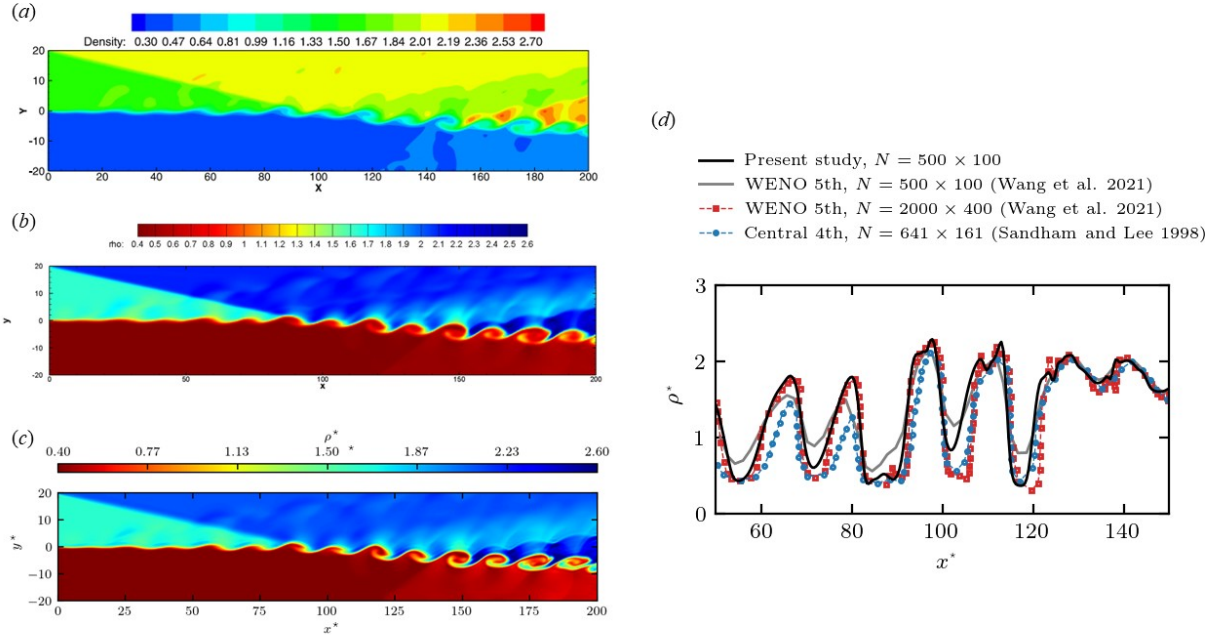 (a)
Density: 0.30 0.47 0.64 0.81 0.99 1.16 1.33 1.50 1.67 1.84 2.01 2.19 2.36 2.53 2.70
20
10
0
-10
-20
Y
0 20 40 60 80 100 120 140 160 180 200
X
(b)
rho: 0.4 0.5 0.6 0.7 0.8 0.9 1 1.1 1.2 1.3 1.4 1.5 1.6 1.7 1.8 1.9 2 2.1 2.2 2.3 2.4 2.5 2.6
20
10
0
-10
-20
y
0 50 100 150 200
x
(c)
ρ*
0.40 0.77 1.13 1.50 * 1.87 2.23 2.60
20
10
0
−10
−20
y*
0 25 50 75 100 125 150 175 200
x*
(d)
Present study, N = 500 × 100
WENO 5th, N = 500 × 100 (Wang et al. 2021)
WENO 5th, N = 2000 × 400 (Wang et al. 2021)
Central 4th, N = 641 × 161 (Sandham and Lee 1998)
3
2
1
0
ρ*
60 80 100 120 140
x*